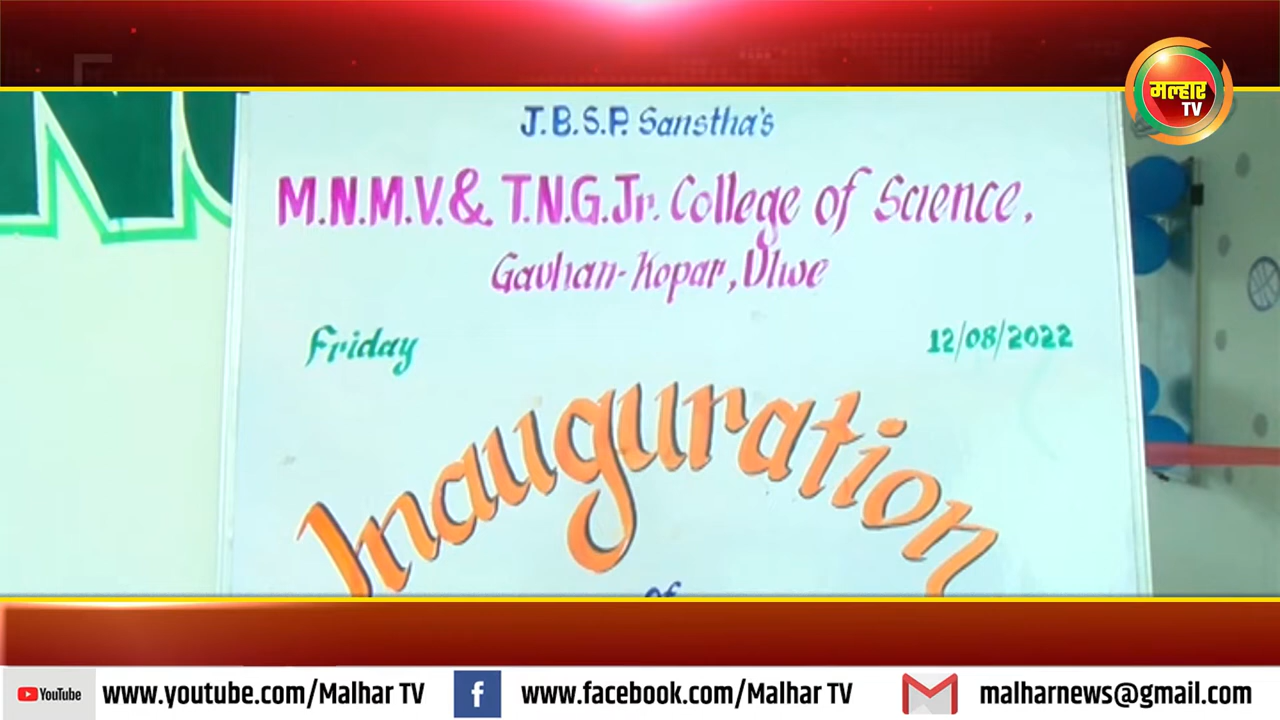 मल्हार
TV
J.B.S.P. Sanstha's
M.N.M.V. & T.N.G.Jr. College of Science,
Gavhan-Kopar, Ulwe
Friday 12/08/2022
Inauguration
of
YouTube www.youtube.com/Malhar TV www.facebook.com/Malhar TV malharnews@gmail.com